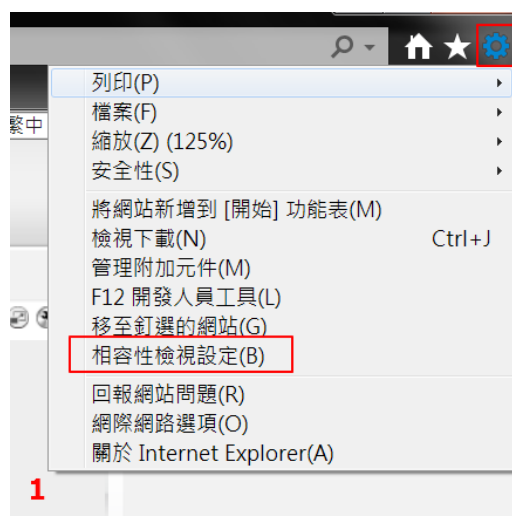 列印(P)
檔案(F)
繁中
縮放(Z) (125%)
安全性(S)
將網站新增到 [開始] 功能表(M)
檢視下載(N) Ctrl+J
管理附加元件(M)
F12 開發人員工具(L)
移至釘選的網站(G)
相容性檢視設定(B)
回報網站問題(R)
網際網路選項(O)
關於 Internet Explorer(A)
1